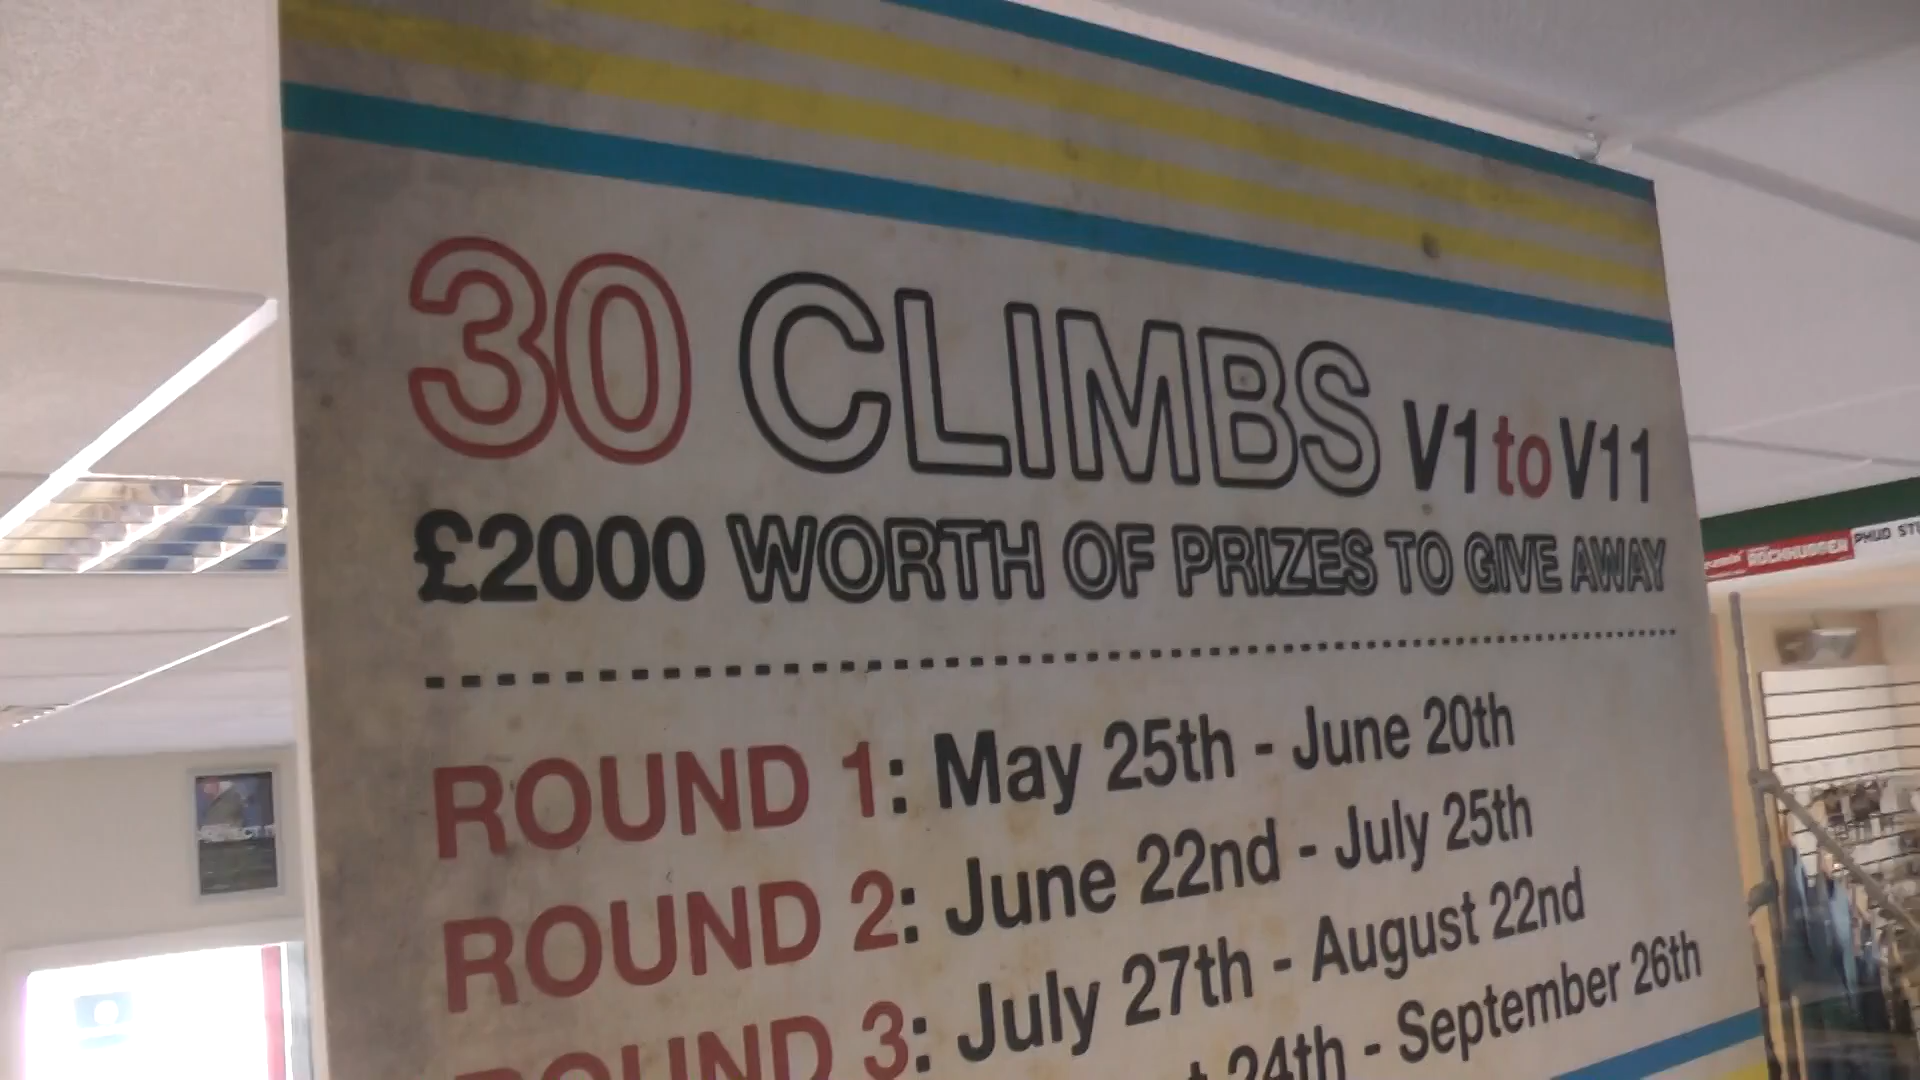 30 CLIMBS V1 to V11
£2000 WORTH OF PRIZES TO GIVE AWAY
ROUND 1: May 25th - June 20th
ROUND 2: June 22nd - July 25th
ROUND 3: July 27th - August 22nd
24th - September 26th
ROCKHUGGER